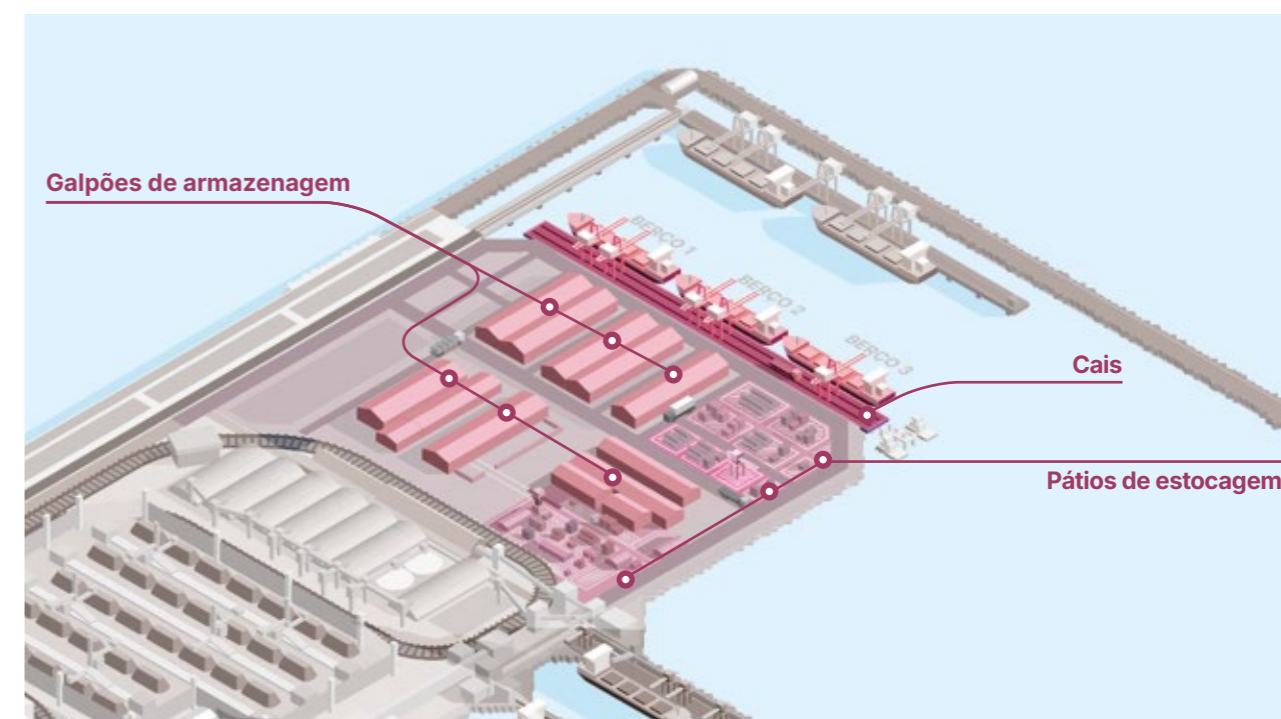 Galpões de armazenagem
BERÇO 1
BERÇO 2
BERÇO 3
Cais
Pátios de estocagem